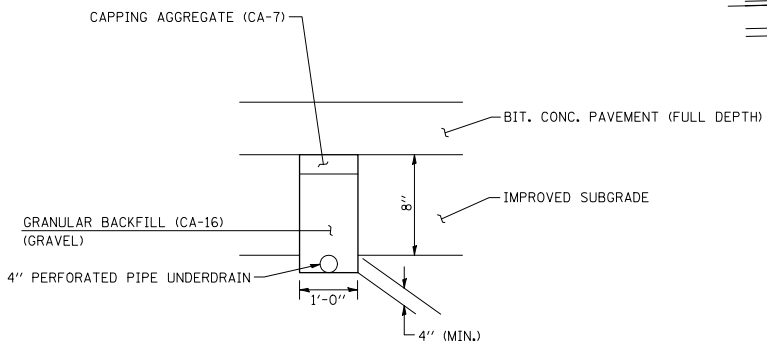 CAPPING AGGREGATE (CA-7)
BIT. CONC. PAVEMENT (FULL DEPTH)
8"
IMPROVED SUBGRADE
GRANULAR BACKFILL (CA-16)
(GRAVEL)
4" PERFORATED PIPE UNDERDRAIN
1'-0"
4" (MIN.)